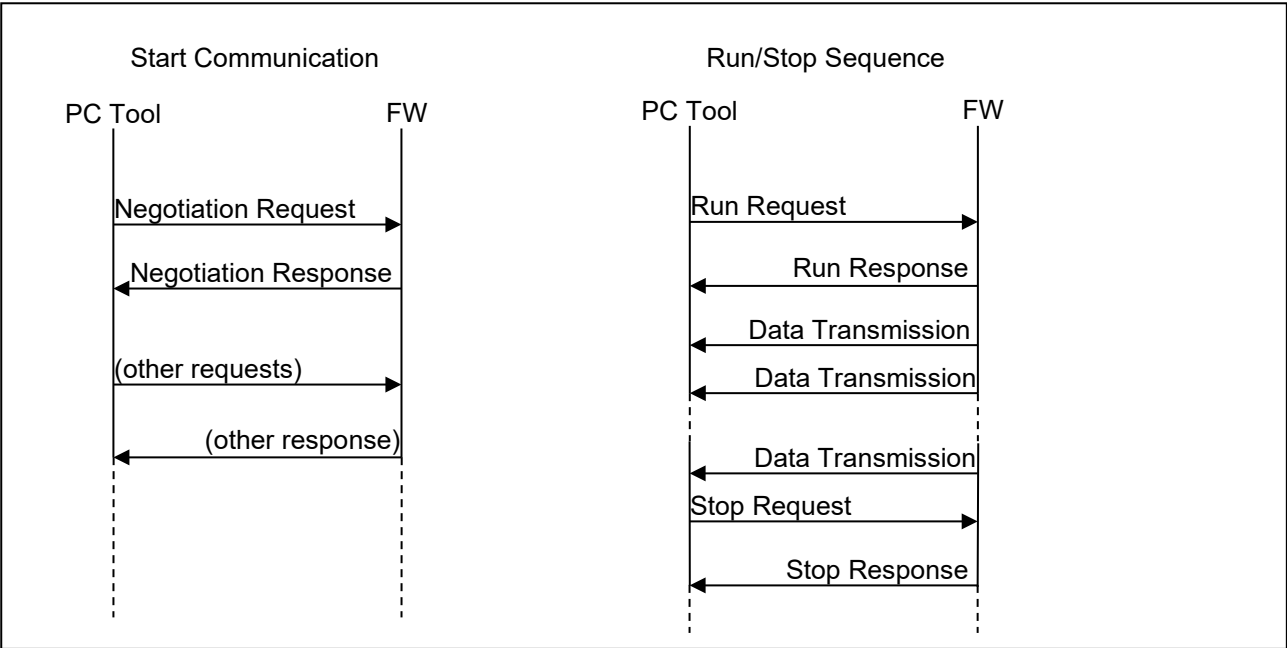 Start Communication
PC Tool
FW
Negotiation Request
Negotiation Response
(other requests)
(other response)
Run/Stop Sequence
PC Tool
FW
Run Request
Run Response
Data Transmission
Data Transmission
Data Transmission
Stop Request
Stop Response